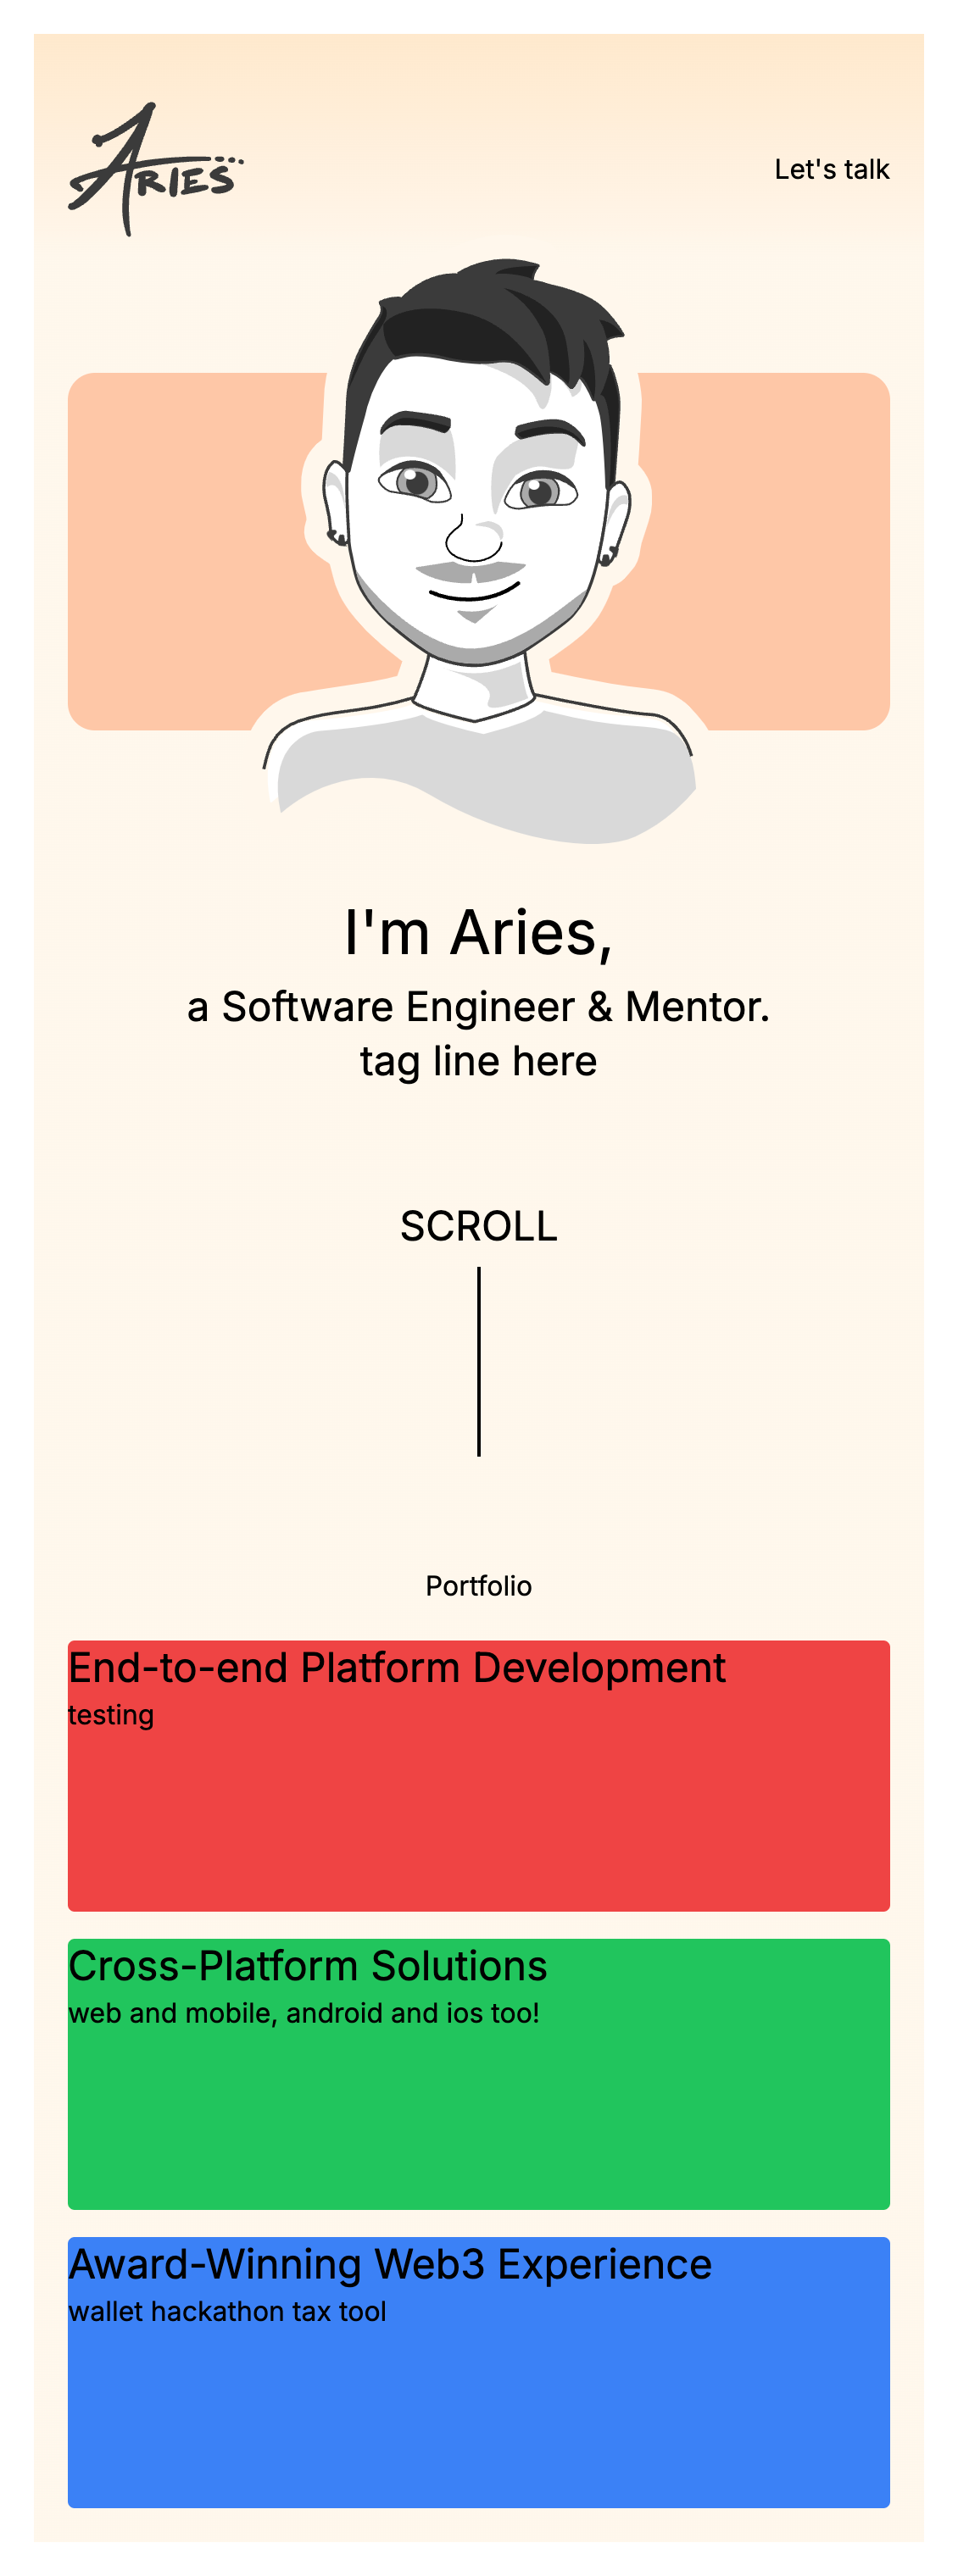 ARIES
Let's talk
I'm Aries,
a Software Engineer & Mentor.
tag line here
SCROLL
Portfolio
End-to-end Platform Development
testing
Cross-Platform Solutions
web and mobile, android and ios too!
Award-Winning Web3 Experience
wallet hackathon tax tool